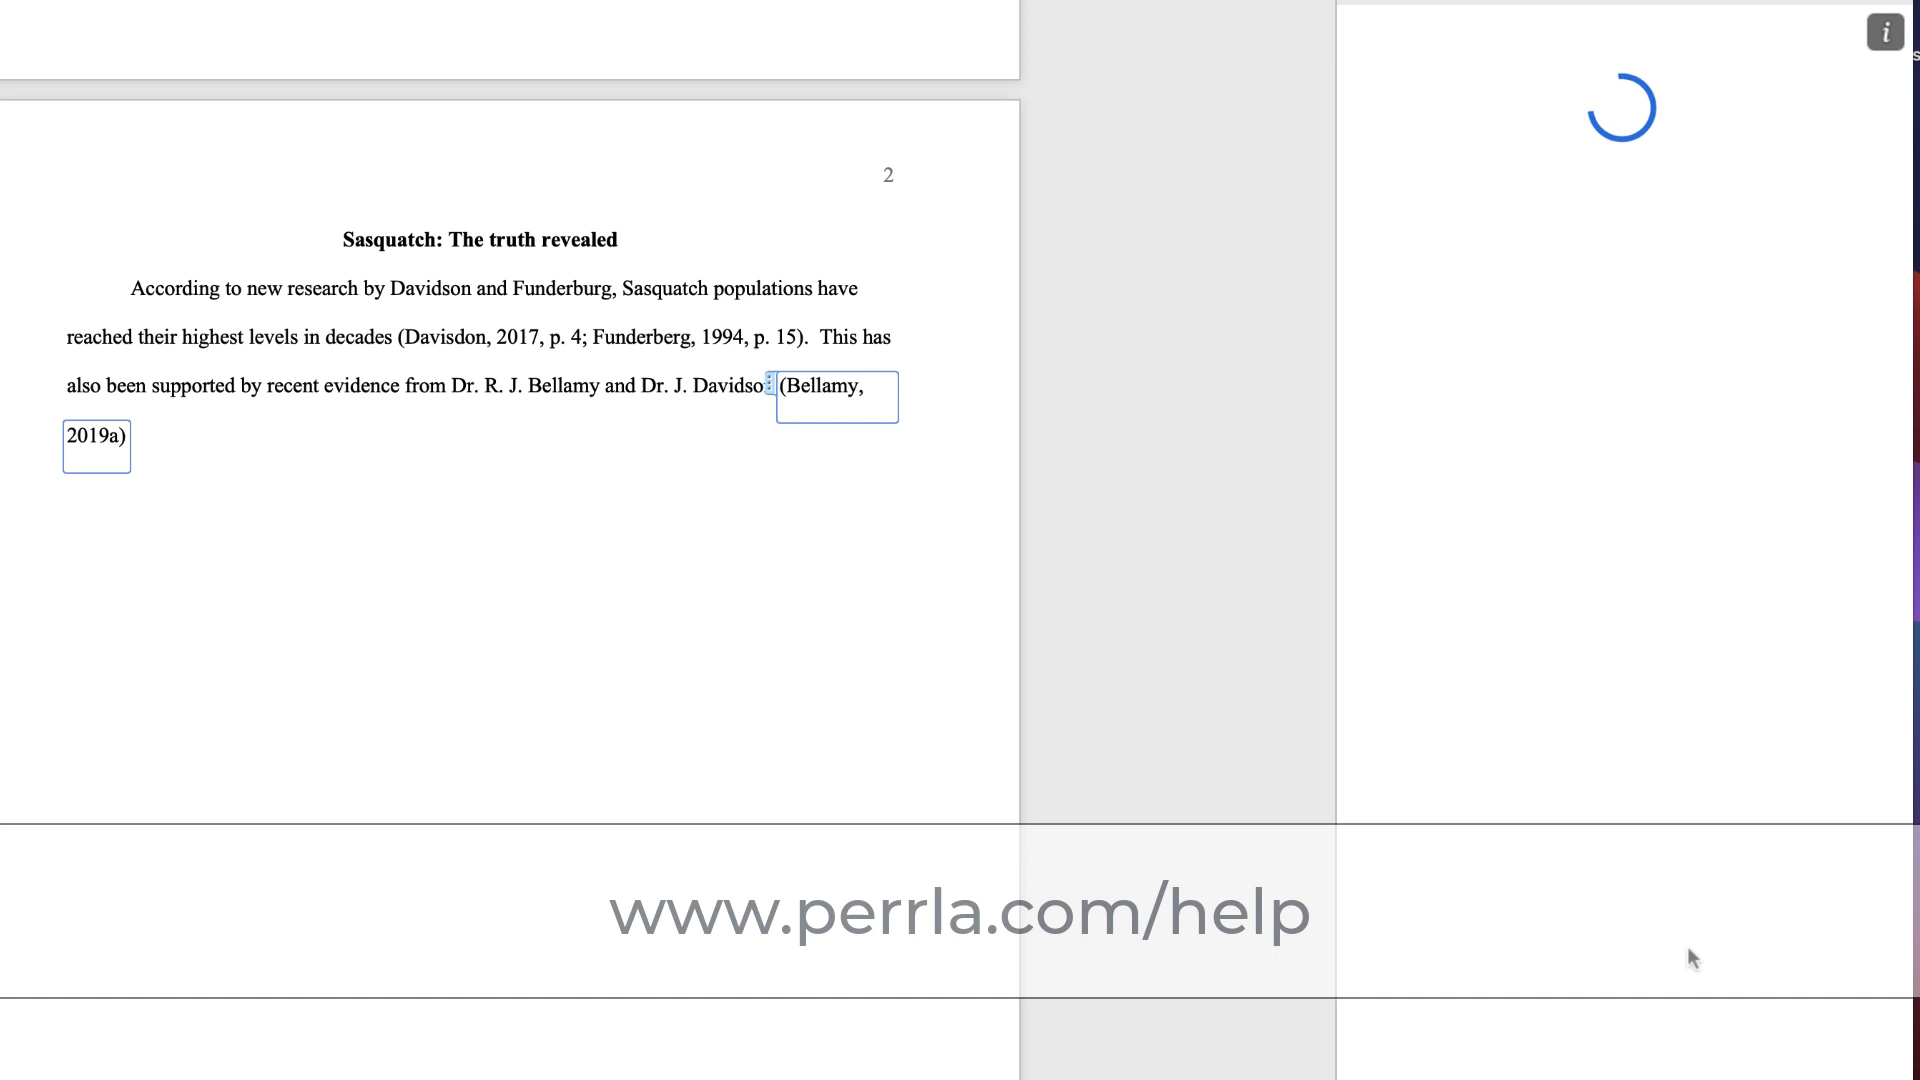 2
Sasquatch: The truth revealed
According to new research by Davidson and Funderburg, Sasquatch populations have
reached their highest levels in decades (Davisdon, 2017, p. 4; Funderberg, 1994, p. 15).  This has
also been supported by recent evidence from Dr. R. J. Bellamy and Dr. J. Davidso (Bellamy,
2019a)
www.perrla.com/help